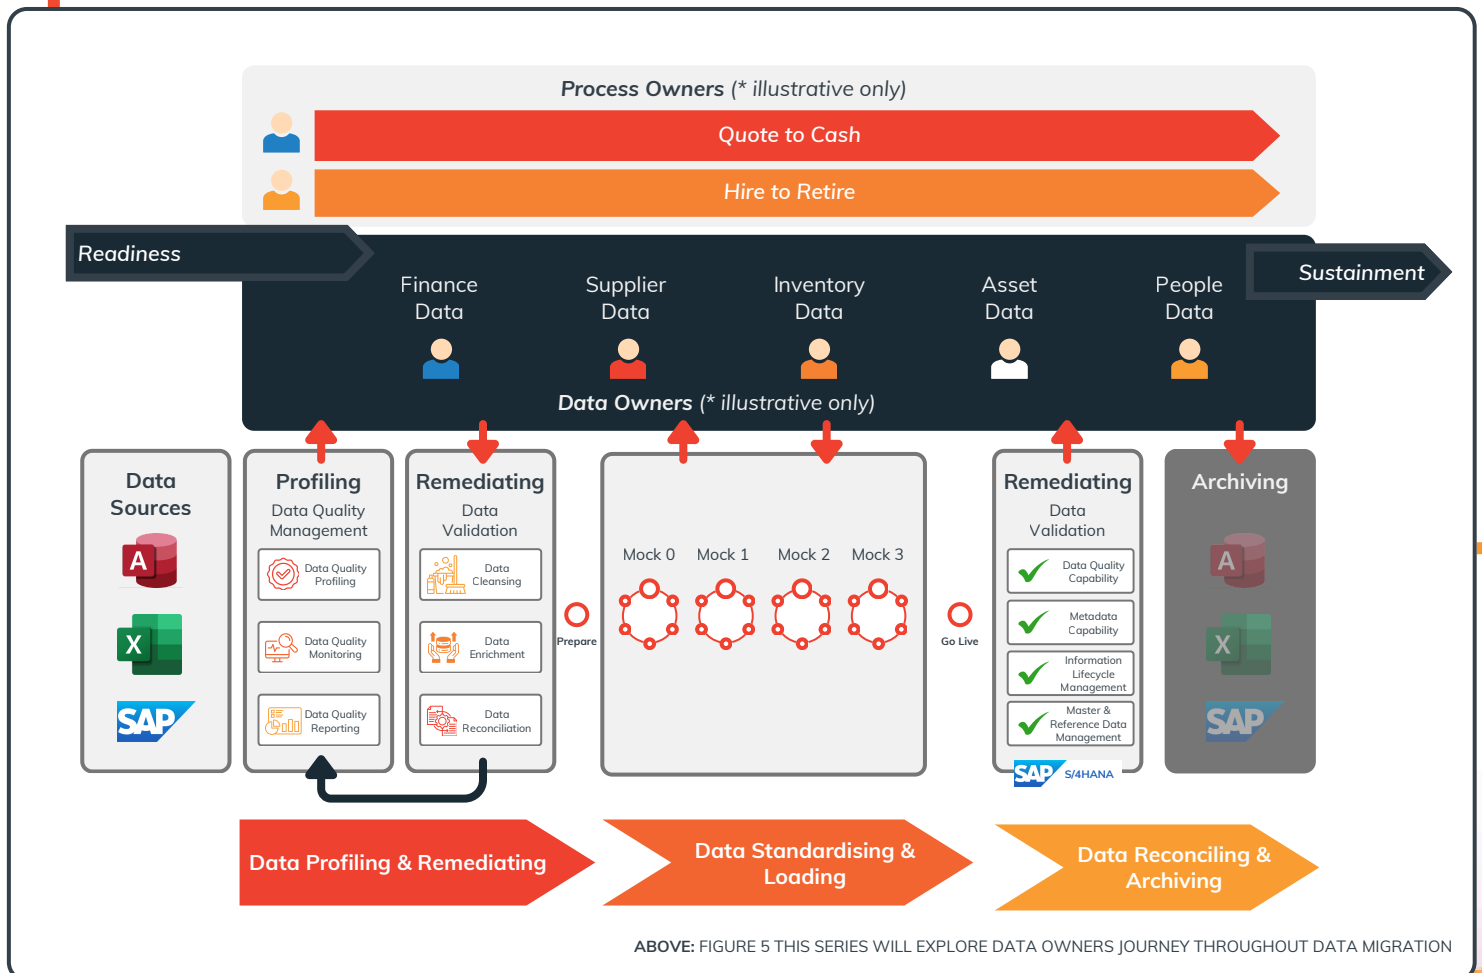 Process Owners (* illustrative only)
Quote to Cash
Hire to Retire
Readiness
Sustainment
Finance
Data
Supplier
Data
Inventory
Data
Asset
Data
People
Data
Data Owners (* illustrative only)
Data
Sources
A
X
SAP
Profiling
Data Quality
Management
Data Quality
Profiling
Data Quality
Monitoring
Data Quality
Reporting
Remediating
Data
Validation
Data
Cleansing
Data
Enrichment
Data
Reconciliation
Prepare
Mock 0
Mock 1
Mock 2
Mock 3
Go Live
Remediating
Data
Validation
Data Quality
Capability
Metadata
Capability
Information
Lifecycle
Management
Master &
Reference Data
Management
SAP S/4HANA
Archiving
A
X
SAP
Data Profiling & Remediating
Data Standardising &
Loading
Data Reconciling &
Archiving
ABOVE: FIGURE 5 THIS SERIES WILL EXPLORE DATA OWNERS JOURNEY THROUGHOUT DATA MIGRATION